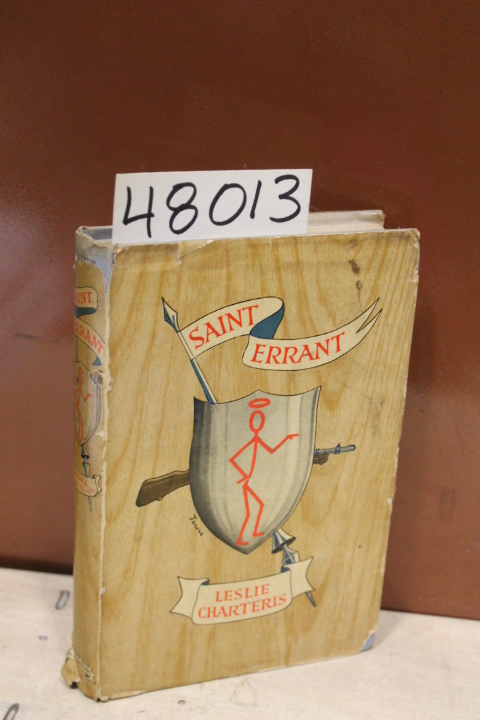 48013
SAINT
ERRANT
LESLIE
CHARTERIS